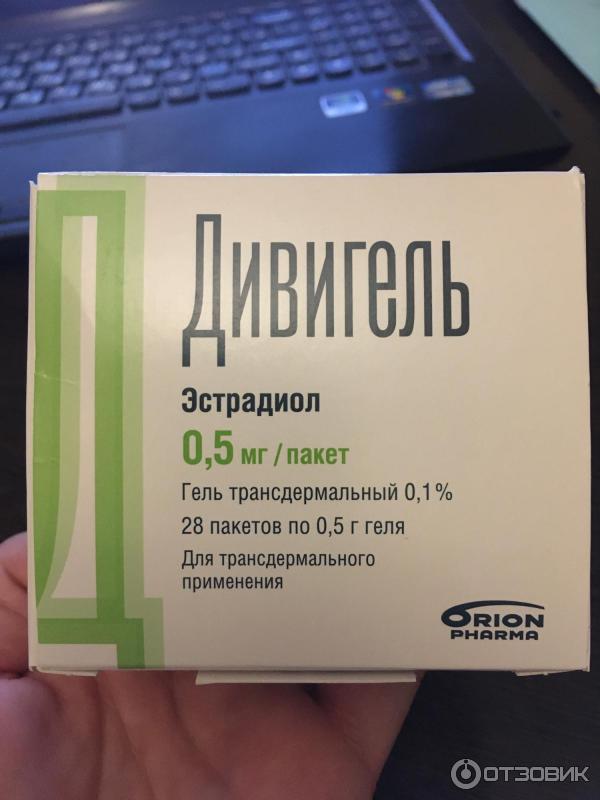 Дивигель
Эстрадиол
0,5 мг / пакет
Гель трансдермальный 0,1%
28 пакетов по 0,5 г геля
Для трансдермального
применения
ORION
PHARMA
ОТЗОВИК